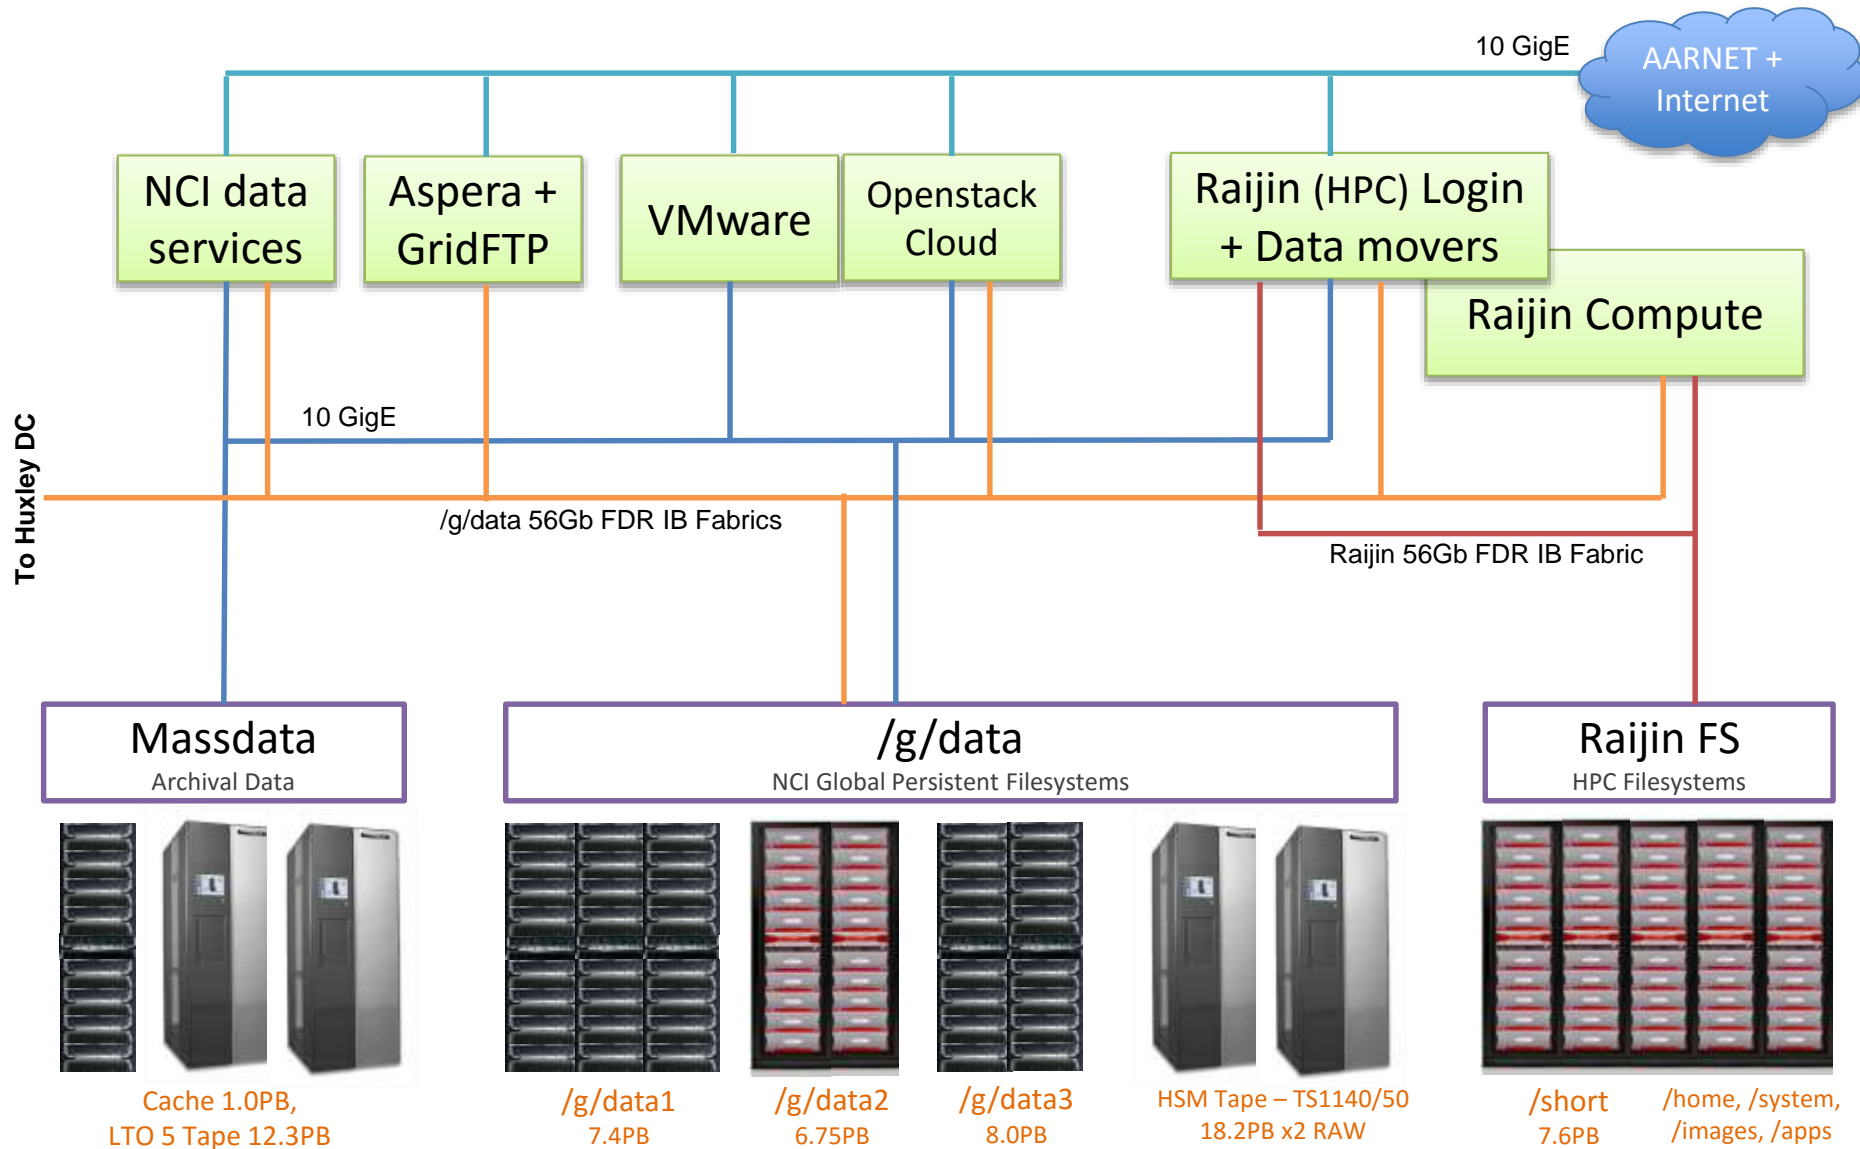 10 GigE
AARNET +
Internet
NCI data
services
Aspera +
GridFTP
VMware
Openstack
Cloud
Raijin (HPC) Login
+ Data movers
Raijin Compute
10 GigE
To Huxley DC
/g/data 56Gb FDR IB Fabrics
Raijin 56Gb FDR IB Fabric
Massdata
Archival Data
/g/data
NCI Global Persistent Filesystems
Raijin FS
HPC Filesystems
Cache 1.0PB,
LTO 5 Tape 12.3PB
/g/data1
7.4PB
/g/data2
6.75PB
/g/data3
8.0PB
HSM Tape – TS1140/50
18.2PB x2 RAW
/short
7.6PB
/home, /system,
/images, /apps